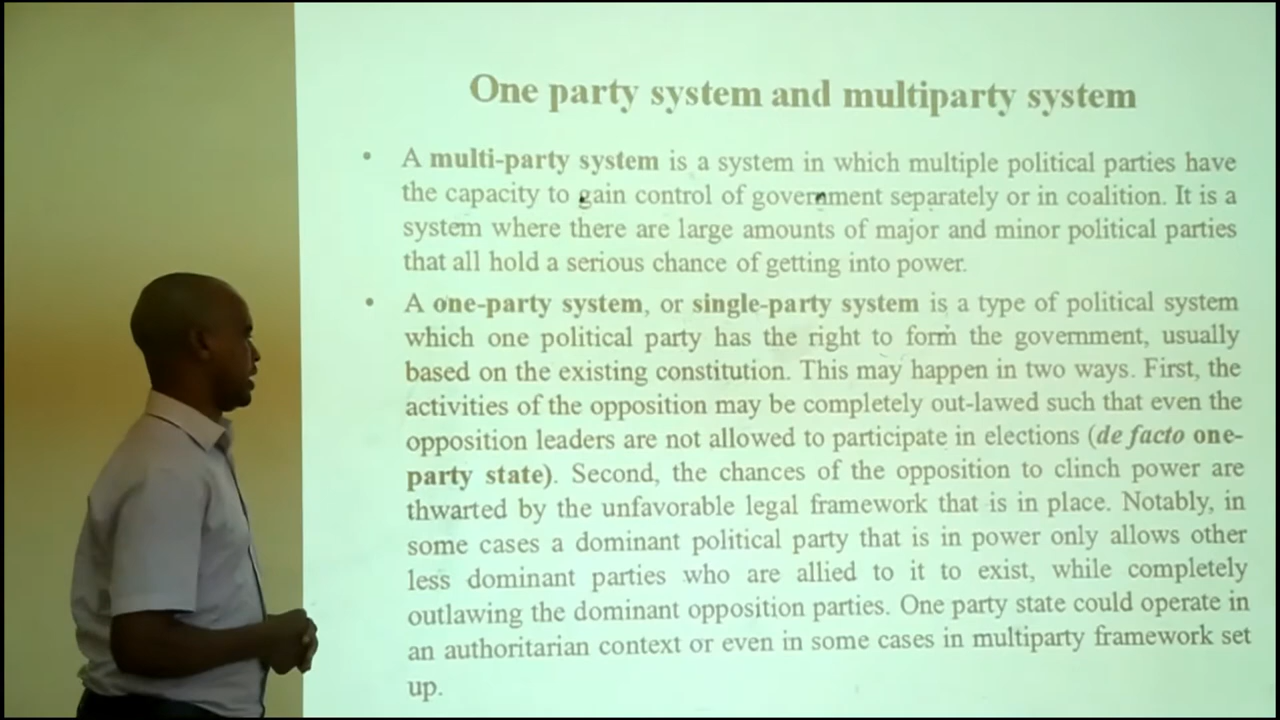 One party system and multiparty system
• A multi-party system is a system in which multiple political parties have
the capacity to gain control of government separately or in coalition. It is a
system where there are large amounts of major and minor political parties
that all hold a serious chance of getting into power.
• A one-party system, or single-party system is a type of political system
which one political party has the right to form the government, usually
based on the existing constitution. This may happen in two ways. First, the
activities of the opposition may be completely out-lawed such that even the
opposition leaders are not allowed to participate in elections (de facto one-
party state). Second, the chances of the opposition to clinch power are
thwarted by the unfavorable legal framework that is in place. Notably, in
some cases a dominant political party that is in power only allows other
less dominant parties who are allied to it to exist, while completely
outlawing the dominant opposition parties. One party state could operate in
an authoritarian context or even in some cases in multiparty framework set
up.